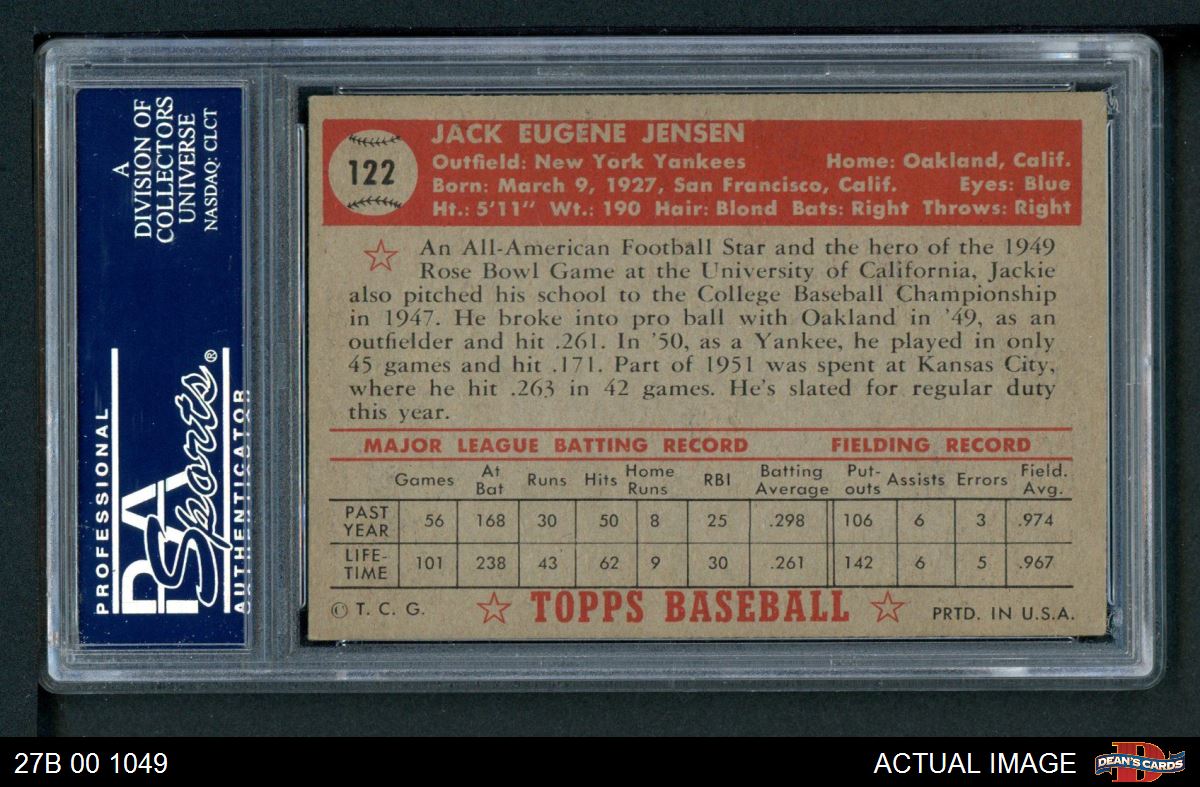 A
DIVISION OF
COLLECTORS
UNIVERSE
NASDAQ: CLCT
PROFESSIONAL
PSA
Sports®
AUTHENTICATOR
122
JACK EUGENE JENSEN
Outfield: New York Yankees Home: Oakland, Calif.
Born: March 9, 1927, San Francisco, Calif. Eyes: Blue
Ht.: 5'11" Wt.: 190 Hair: Blond Bats: Right Throws: Right
An All-American Football Star and the hero of the 1949
Rose Bowl Game at the University of California, Jackie
also pitched his school to the College Baseball Championship
in 1947. He broke into pro ball with Oakland in '49, as an
outfielder and hit .261. In '50, as a Yankee, he played in only
45 games and hit .171. Part of 1951 was spent at Kansas City,
where he hit .263 in 42 games. He's slated for regular duty
this year.
MAJOR LEAGUE BATTING RECORD FIELDING RECORD
Games At Bat Runs Hits Home Runs RBI Batting Average Put-outs Assists Errors Field. Avg.
PAST YEAR 56 168 30 50 8 25 .298 106 6 3 .974
LIFE-TIME 101 238 43 62 9 30 .261 142 6 5 .967
© T. C. G. ☆ TOPPS BASEBALL ☆ PRTD. IN U.S.A.
27B 00 1049 ACTUAL IMAGE
D
DEAN'S CARDS